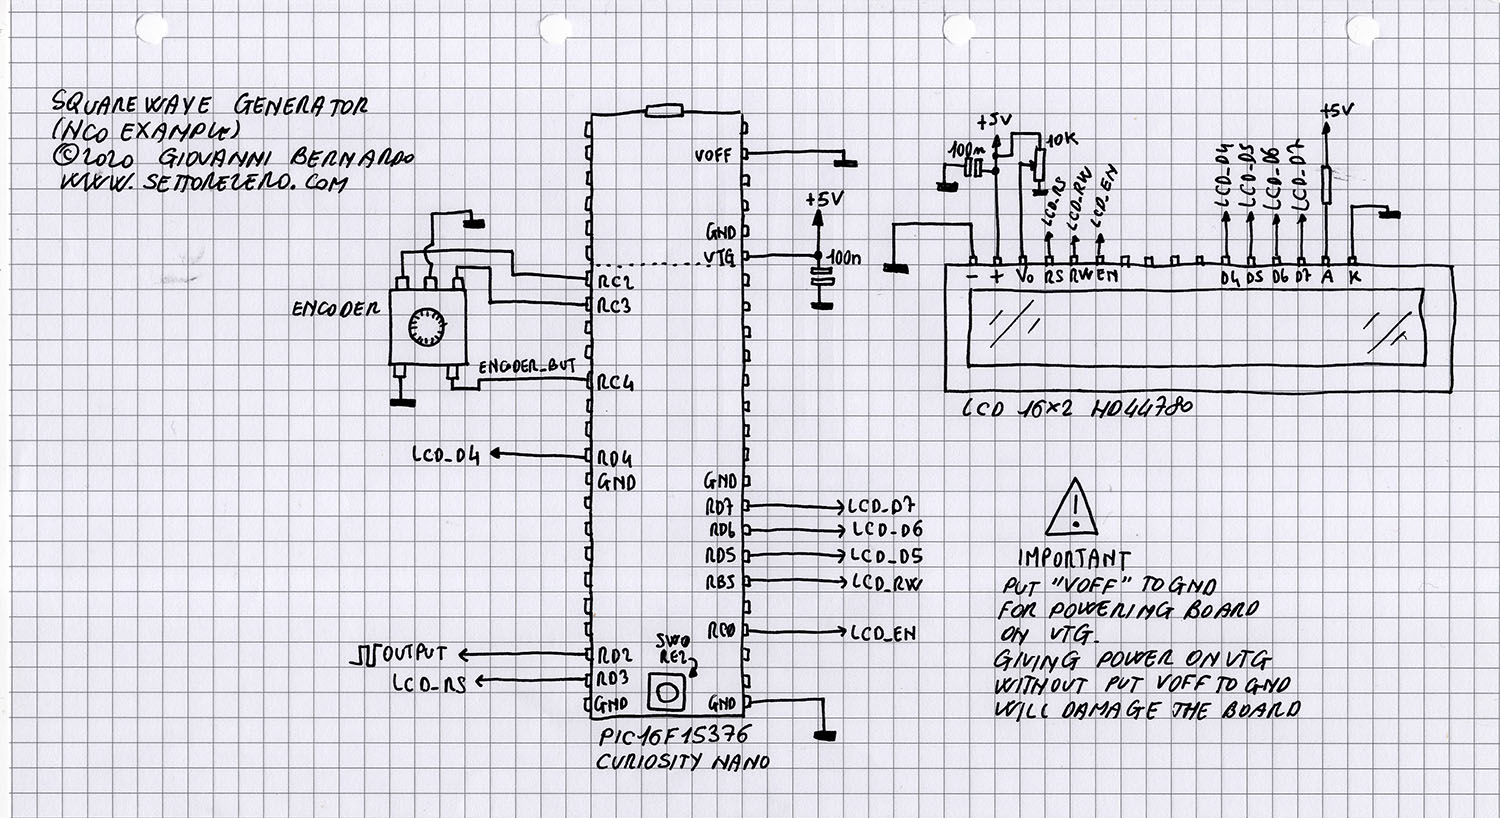 SQUAREWAVE GENERATOR
(NCO EXAMPLE)
©2020 GIOVANNI BERNARDO
WWW.SETTOREZERO.COM
ENCODER
ENCODER_BUT
LCD_D4
OUTPUT
LCD_RS
VOFF
GND
VTG
RC2
RC3
RC4
RD4
GND
GND
RD7
RD6
RD5
RB5
RC0
SW0
RE2
RD2
RD3
GND
GND
PIC16F15376
CURIOSITY NANO
+5V
100n
LCD_D7
LCD_D6
LCD_D5
LCD_RW
LCD_EN
+5V
100n
10K
LCD_RS
LCD_RW
LCD_EN
LCD_D4
LCD_D5
LCD_D6
LCD_D7
+5V
- + Vo RS RW EN D4 D5 D6 D7 A K
LCD 16x2 HD44780
!
IMPORTANT
PUT "VOFF" TO GND
FOR POWERING BOARD
ON VTG.
GIVING POWER ON VTG
WITHOUT PUT VOFF TO GND
WILL DAMAGE THE BOARD